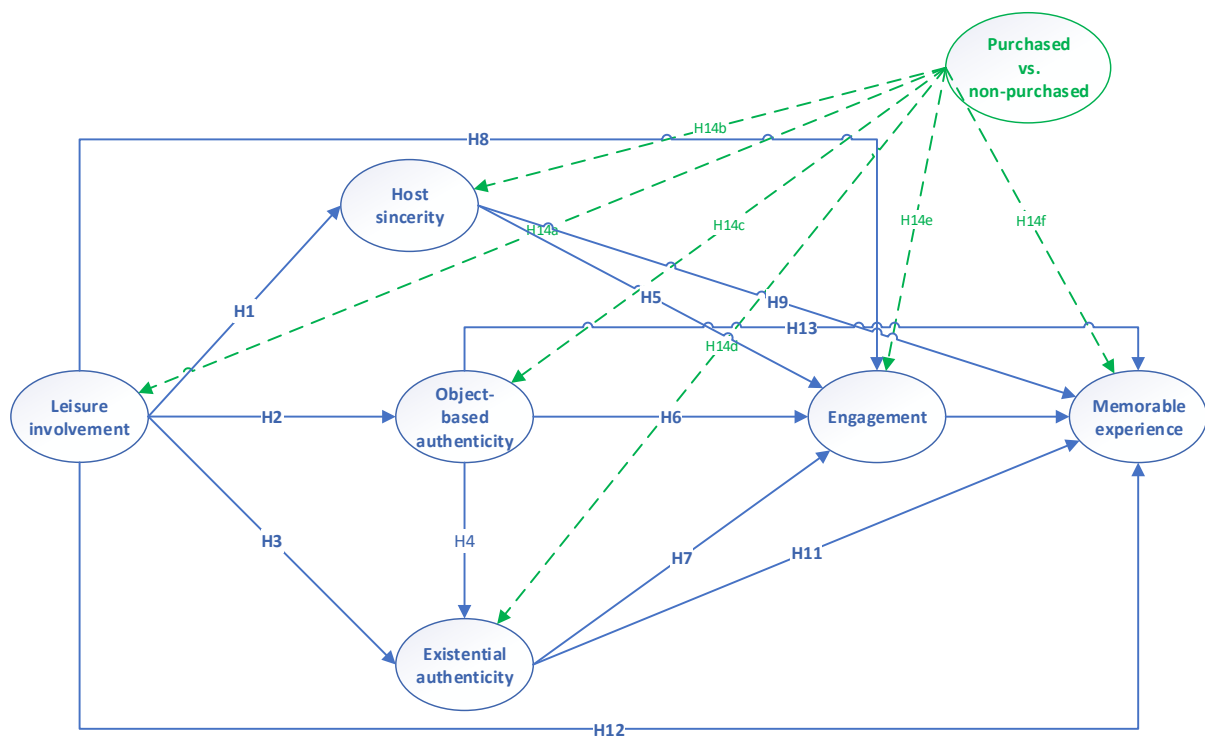 Purchased
vs.
non-purchased
H14b
H8
Host
sincerity
H14a
H14c
H14e
H14f
H5
H9
H1
H13
H14d
Leisure
involvement
H2
Object-
based
authenticity
H6
Engagement
Memorable
experience
H3
H4
H7
H11
Existential
authenticity
H12